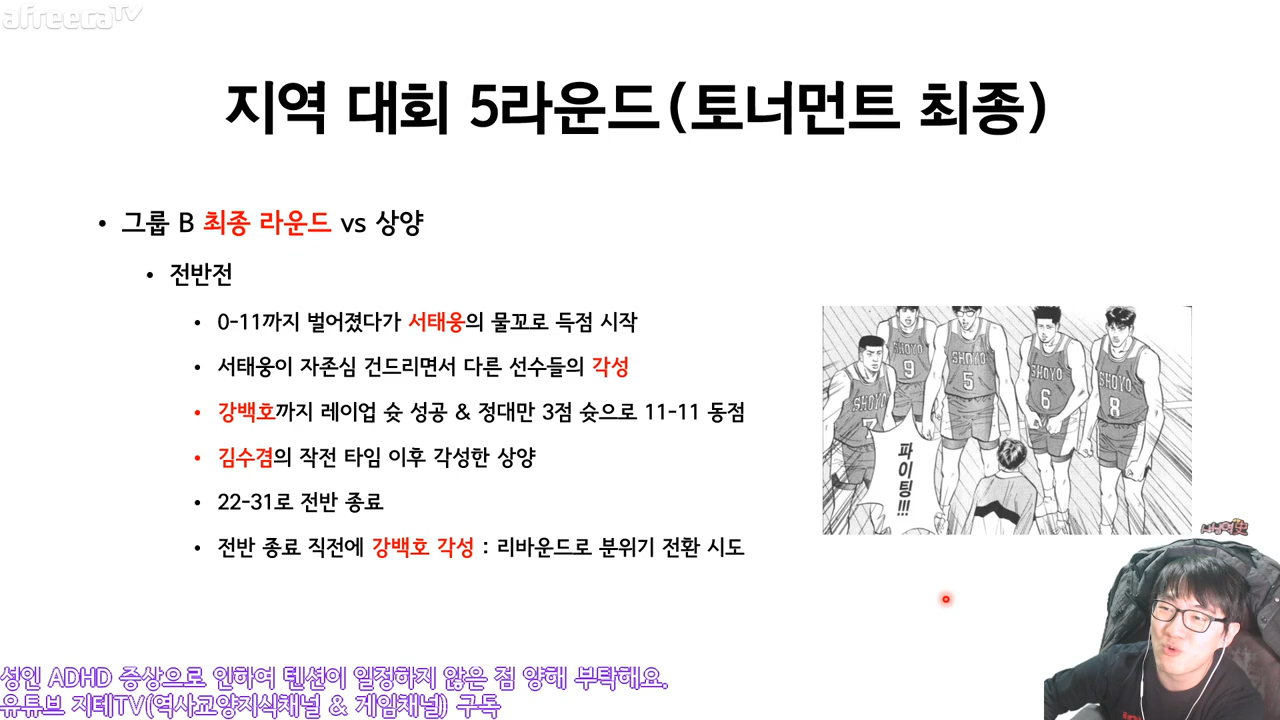 afreecaTV
지역 대회 5라운드(토너먼트 최종)
• 그룹 B 최종 라운드 vs 상양
• 전반전
• 0-11까지 벌어졌다가 서태웅의 물꼬로 득점 시작
• 서태웅이 자존심 건드리면서 다른 선수들의 각성
• 강백호까지 레이업 슛 성공 & 정대만 3점 슛으로 11-11 동점
• 김수겸의 작전 타임 이후 각성한 상양
• 22-31로 전반 종료
• 전반 종료 직전에 강백호 각성 : 리바운드로 분위기 전환 시도
SHOYO 9
SHOYO 5
SHOYO 6
SHOYO 8
SHOYO
파이팅!!!
성인 ADHD 증상으로 인하여 텐션이 일정하지 않은 점 양해 부탁해요.
유튜브 지테TV(역사교양지식채널 & 게임채널) 구독